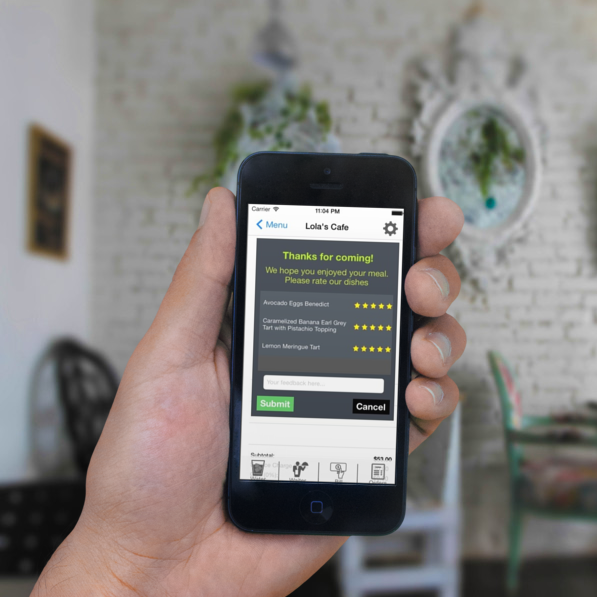 Carrier 11:04 PM
Menu Lola's Cafe
Thanks for coming!
We hope you enjoyed your meal.
Please rate our dishes
Avocado Eggs Benedict
Caramelized Banana Earl Grey
Tart with Pistachio Topping
Lemon Meringue Tart
Your feedback here...
Submit Cancel
Subtotal: $53.00